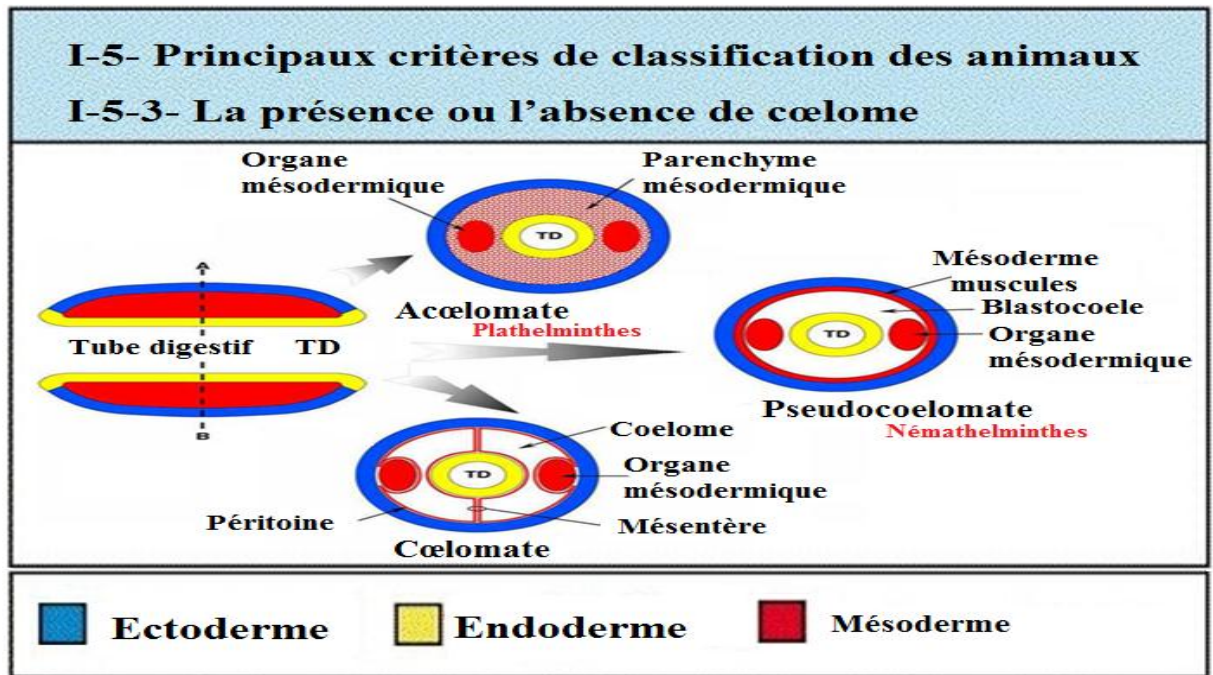 I-5- Principaux critères de classification des animaux
I-5-3- La présence ou l’absence de cœlome
Organe
mésodermique
Parenchyme
mésodermique
TD
A
Acœlomate
Plathelminthes
Tube digestif TD
B
Mésoderme
muscules
Blastocoele
Organe
mésodermique
TD
Pseudocoelomate
Némathelminthes
Coelome
TD
Organe
mésodermique
Péritoine
Mésentère
Cœlomate
Ectoderme
Endoderme
Mésoderme